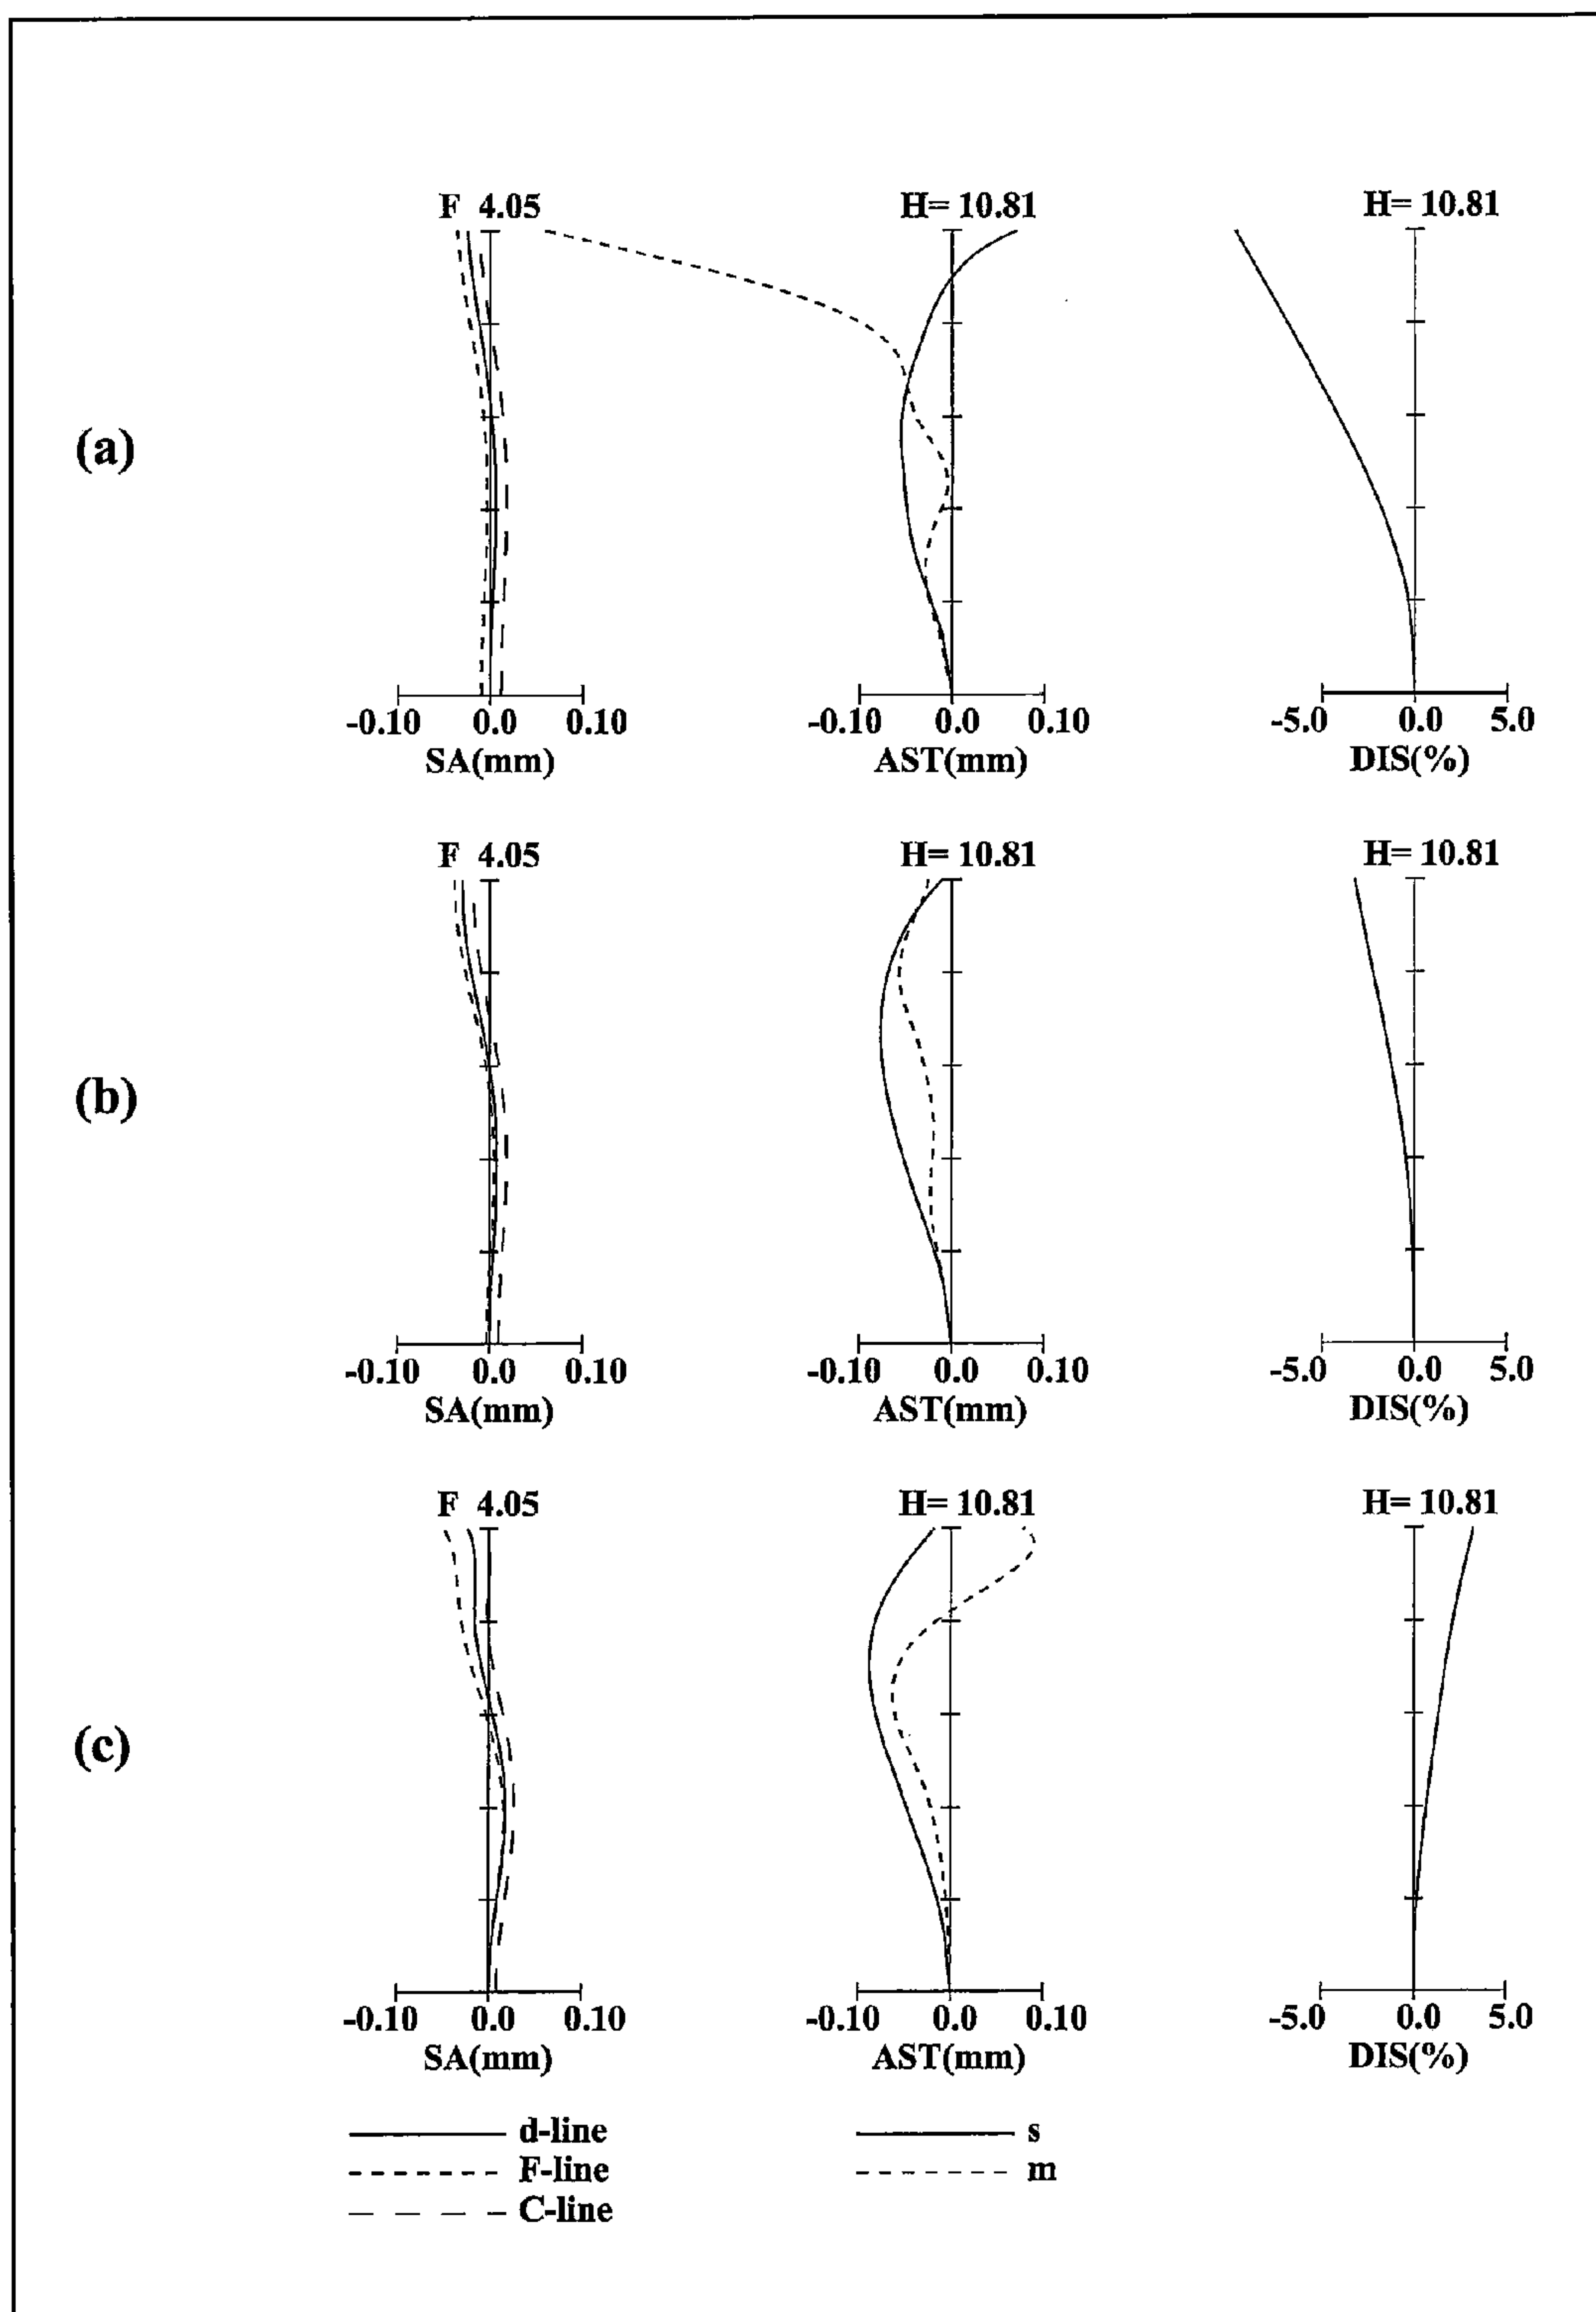 F 4.05
H= 10.81
H= 10.81
(a)
-0.10 0.0 0.10
SA(mm)
-0.10 0.0 0.10
AST(mm)
-5.0 0.0 5.0
DIS(%)
F 4.05
H= 10.81
H= 10.81
(b)
-0.10 0.0 0.10
SA(mm)
-0.10 0.0 0.10
AST(mm)
-5.0 0.0 5.0
DIS(%)
F 4.05
H= 10.81
H= 10.81
(c)
-0.10 0.0 0.10
SA(mm)
-0.10 0.0 0.10
AST(mm)
-5.0 0.0 5.0
DIS(%)
d-line
F-line
C-line
s
m